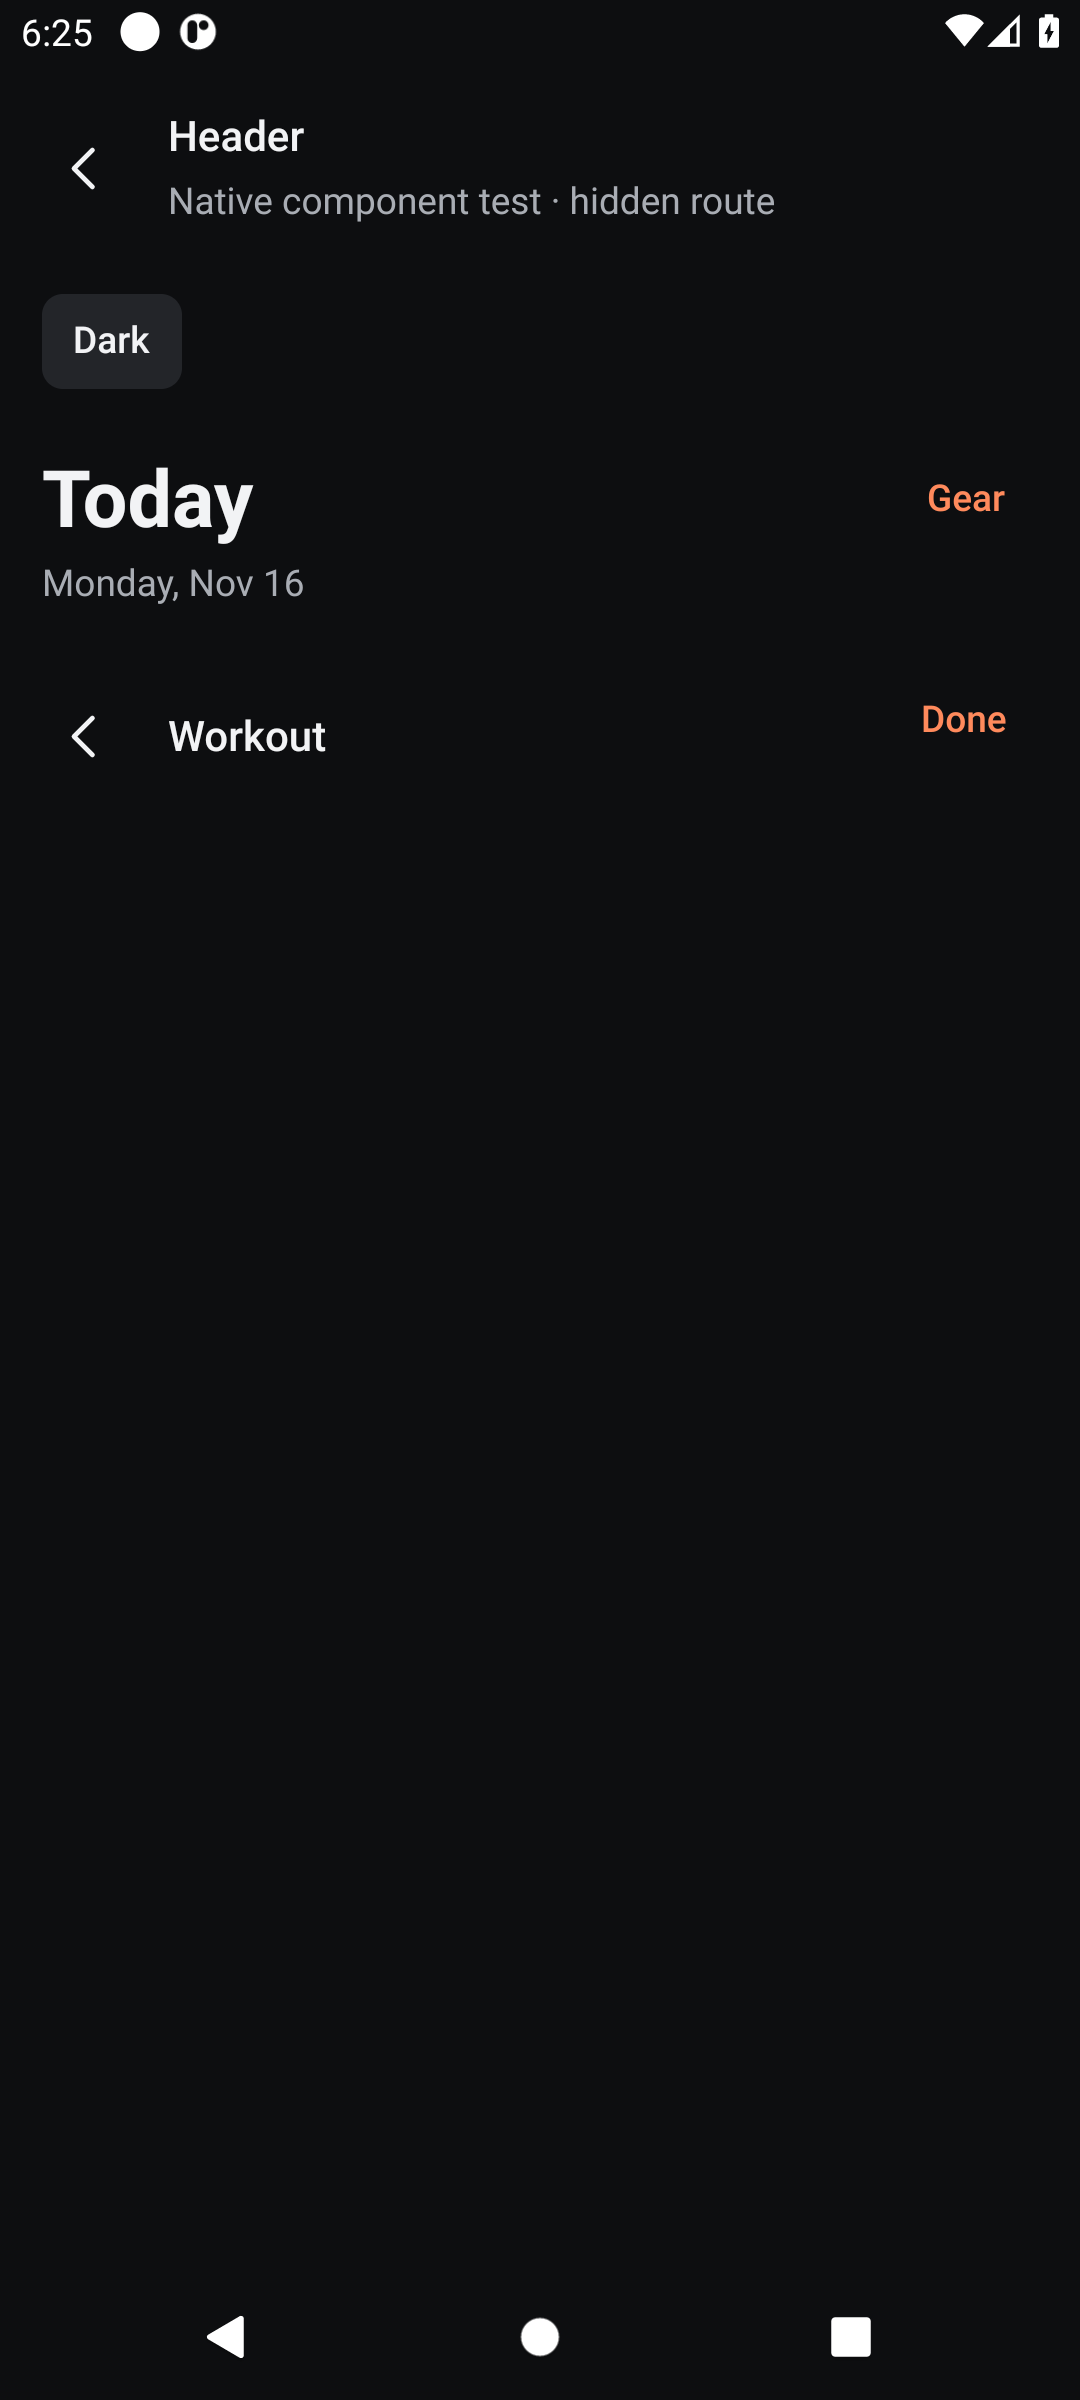 6:25
Header
Native component test · hidden route
Dark
Today
Gear
Monday, Nov 16
Workout
Done